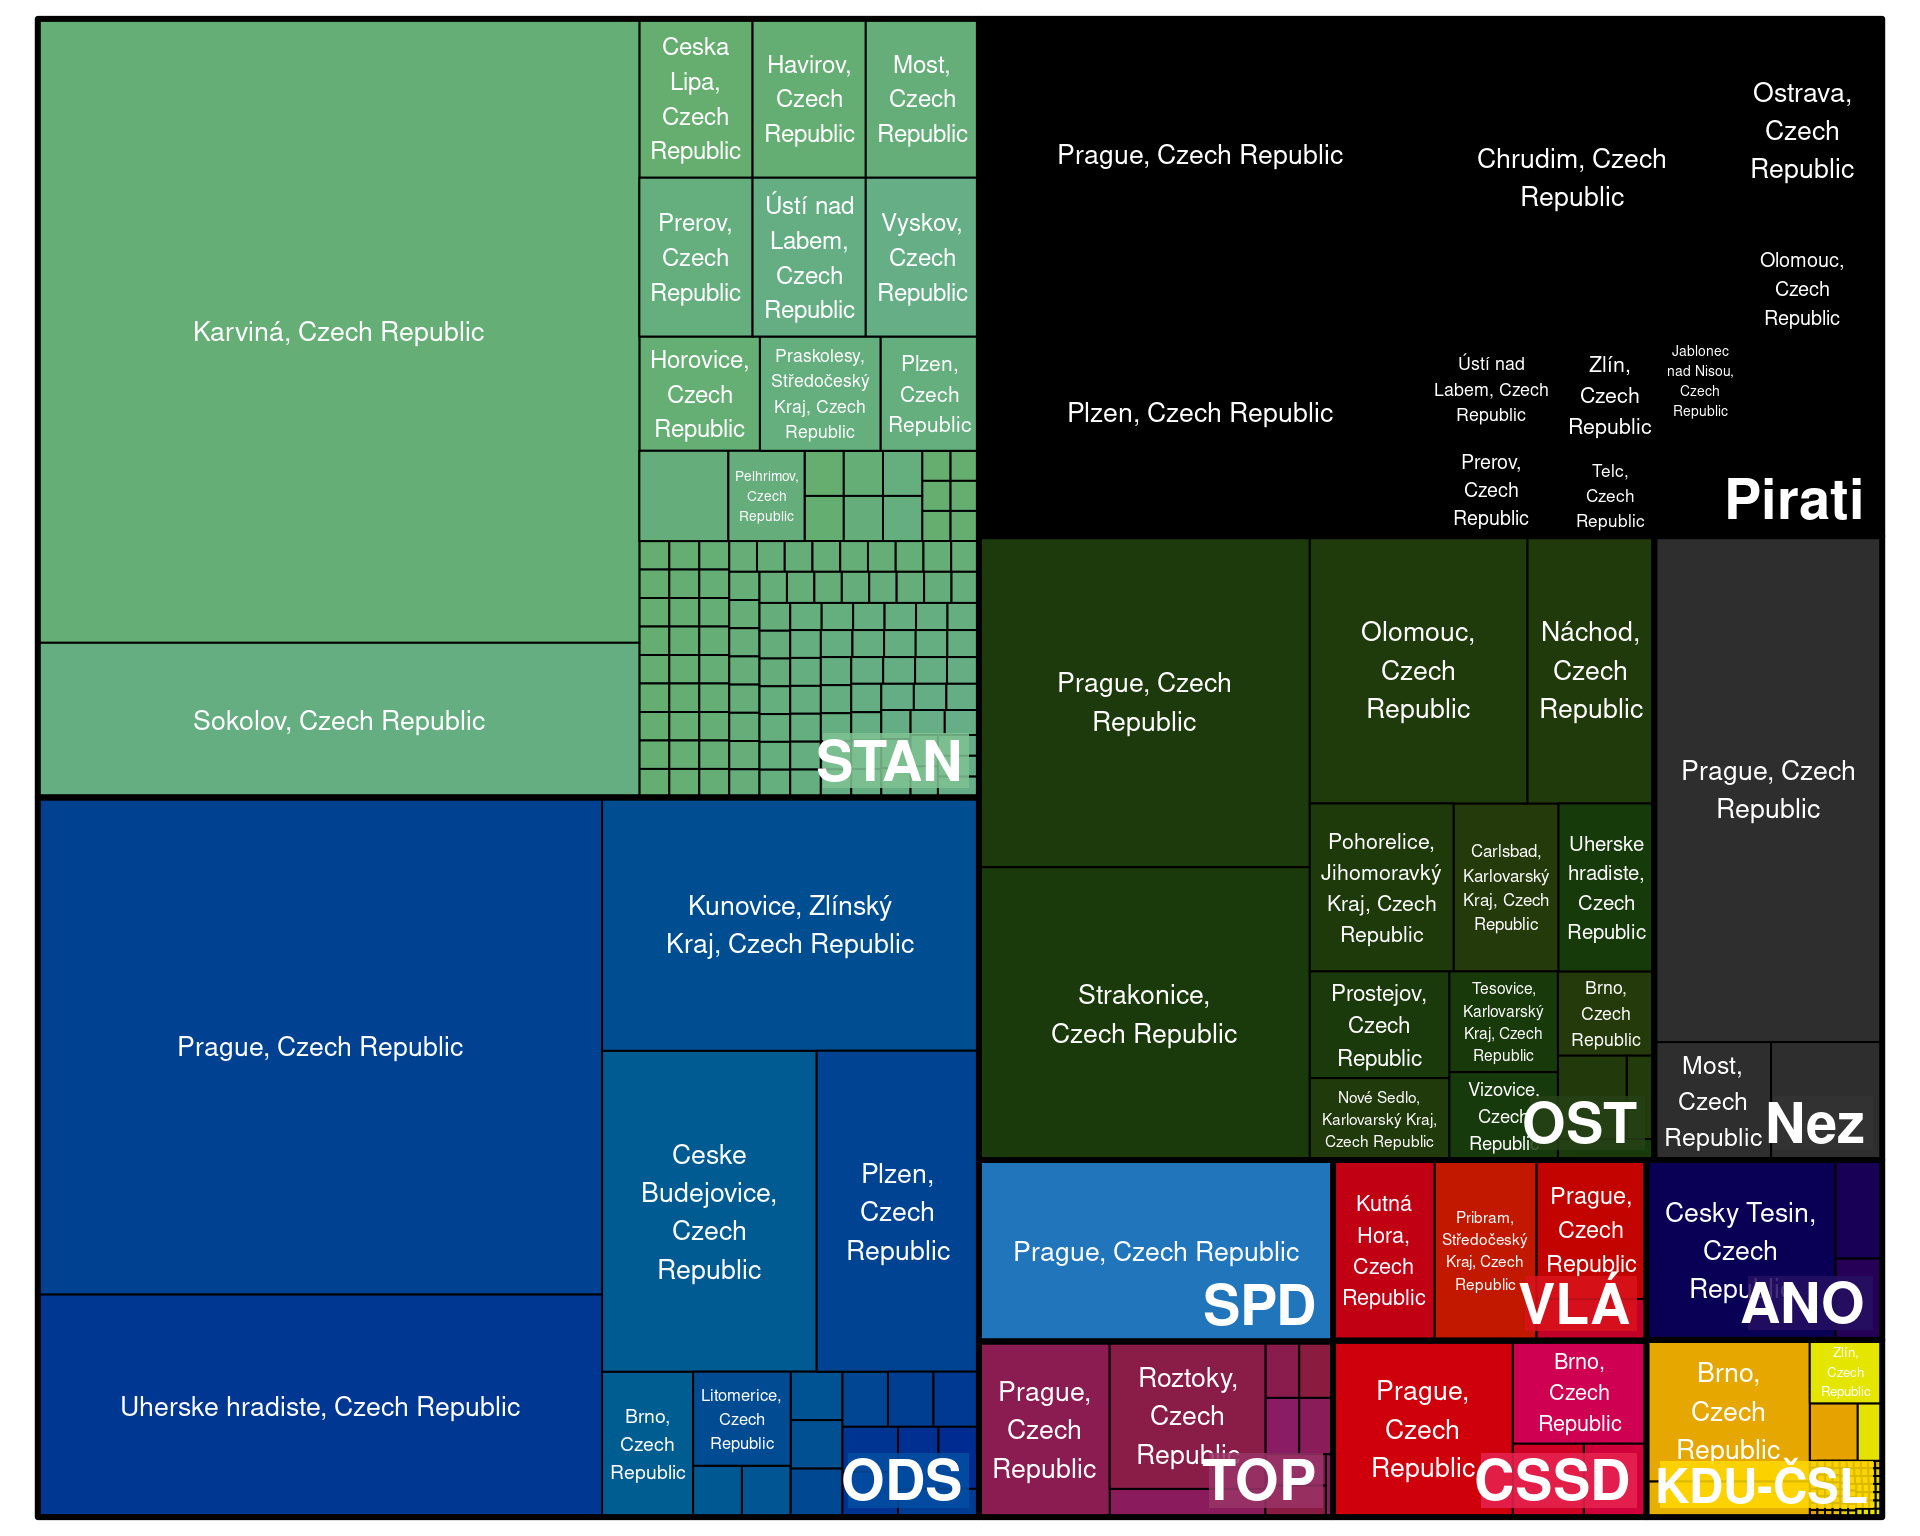 Karviná, Czech Republic
Sokolov, Czech Republic
Ceska
Lipa,
Czech
Republic
Havirov,
Czech
Republic
Most,
Czech
Republic
Prerov,
Czech
Republic
Ústí nad
Labem,
Czech
Republic
Vyskov,
Czech
Republic
Horovice,
Czech
Republic
Praskolesy,
Středočeský
Kraj, Czech
Republic
Plzen,
Czech
Republic
Pelhrimov,
Czech
Republic
STAN
Prague, Czech Republic
Plzen, Czech Republic
Chrudim, Czech
Republic
Ostrava,
Czech
Republic
Olomouc,
Czech
Republic
Ústí nad
Labem, Czech
Republic
Zlín,
Czech
Republic
Jablonec
nad Nisou,
Czech
Republic
Prerov,
Czech
Republic
Telc,
Czech
Republic
Pirati
Prague, Czech Republic
Uherske hradiste, Czech Republic
Kunovice, Zlínský
Kraj, Czech Republic
Ceske
Budejovice,
Czech
Republic
Plzen,
Czech
Republic
Brno,
Czech
Republic
Litomerice,
Czech
Republic
ODS
Prague, Czech
Republic
Strakonice,
Czech Republic
Olomouc,
Czech
Republic
Náchod,
Czech
Republic
Pohorelice,
Jihomoravký
Kraj, Czech
Republic
Carlsbad,
Karlovarský
Kraj, Czech
Republic
Uherske
hradiste,
Czech
Republic
Prostejov,
Czech
Republic
Tesovice,
Karlovarský
Kraj, Czech
Republic
Brno,
Czech
Republic
Nové Sedlo,
Karlovarský Kraj,
Czech Republic
Vizovice,
Czech
Republic
OST
Prague, Czech
Republic
Most,
Czech
Republic
Nez
Prague, Czech Republic
SPD
Kutná
Hora,
Czech
Republic
Pribram,
Středočeský
Kraj, Czech
Republic
Prague,
Czech
Republic
VLÁ
Cesky Tesin,
Czech
Republic
ANO
Prague,
Czech
Republic
Roztoky,
Czech
Republic
TOP
Prague,
Czech
Republic
Brno,
Czech
Republic
CSSD
Brno,
Czech
Republic
Zlín,
Czech
Republic
KDU-ČSL